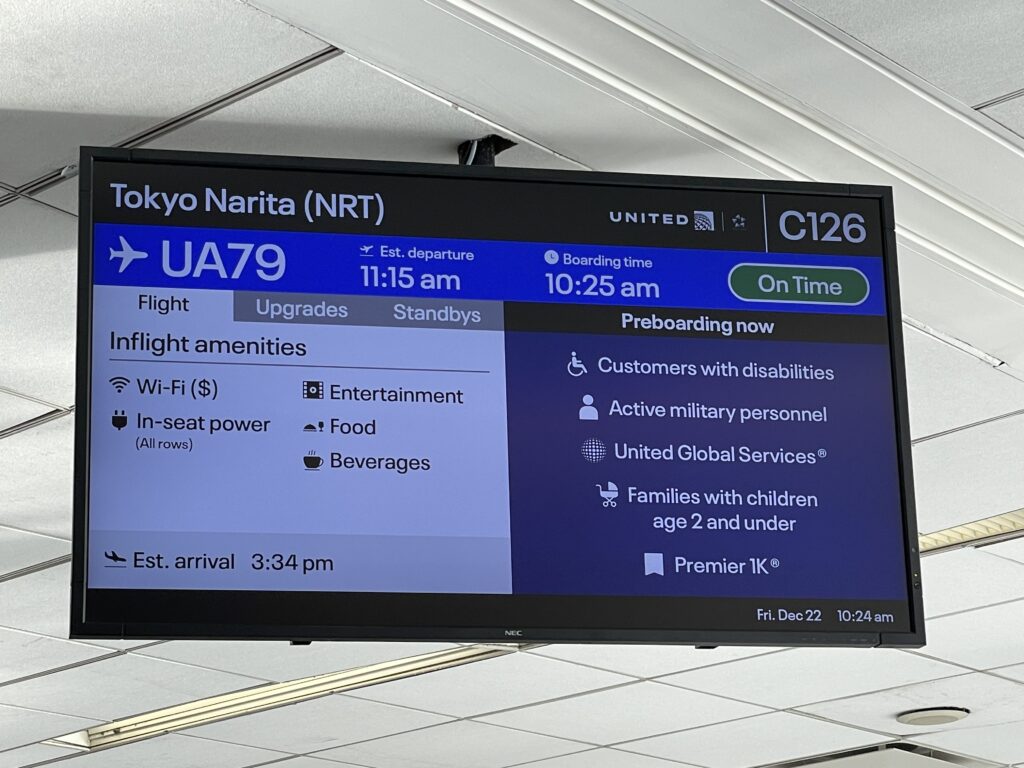 Tokyo Narita (NRT)
UNITED
C126
UA79
Est. departure
11:15 am
Boarding time
10:25 am
On Time
Flight
Upgrades
Standbys
Inflight amenities
Wi-Fi ($)
In-seat power
(All rows)
Entertainment
Food
Beverages
Est. arrival 3:34 pm
Preboarding now
Customers with disabilities
Active military personnel
United Global Services®
Families with children
age 2 and under
Premier 1K®
Fri. Dec 22 10:24 am
NEC